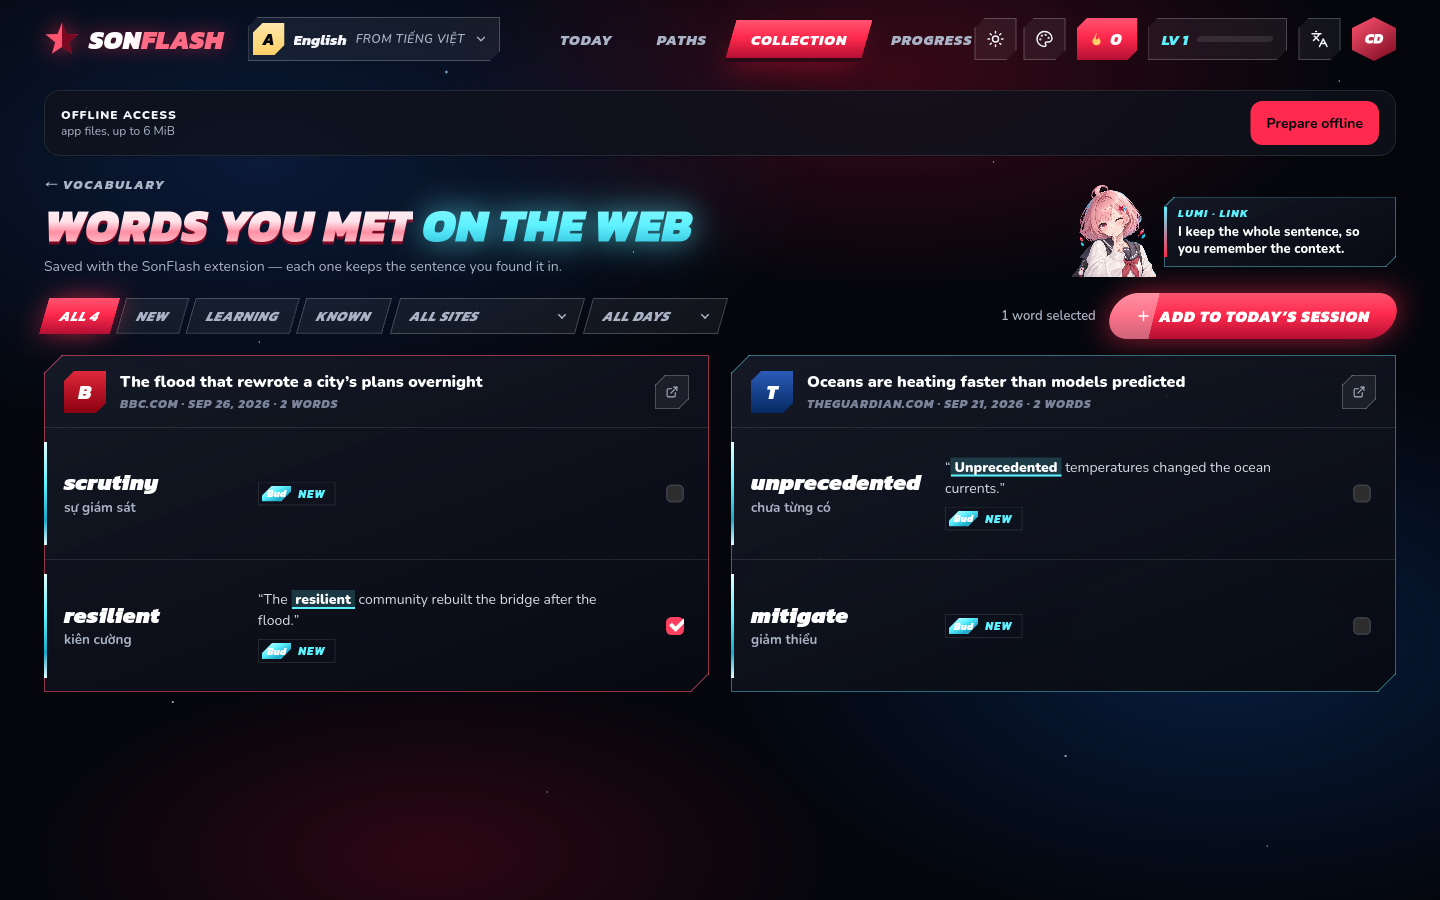 SONFLASH
A English FROM TIẾNG VIỆT
TODAY PATHS COLLECTION PROGRESS
0
LV 1
CD
OFFLINE ACCESS
app files, up to 6 MiB
Prepare offline
← VOCABULARY
WORDS YOU MET ON THE WEB
Saved with the SonFlash extension — each one keeps the sentence you found it in.
LUMI · LINK
I keep the whole sentence, so
you remember the context.
ALL 4 NEW LEARNING KNOWN ALL SITES ALL DAYS
1 word selected
+ ADD TO TODAY’S SESSION
B
The flood that rewrote a city’s plans overnight
BBC.COM · SEP 26, 2026 · 2 WORDS
scrutiny
sự giám sát
Bud NEW
resilient
kiên cường
“The resilient community rebuilt the bridge after the
flood.”
Bud NEW
T
Oceans are heating faster than models predicted
THEGUARDIAN.COM · SEP 21, 2026 · 2 WORDS
unprecedented
chưa từng có
“Unprecedented temperatures changed the ocean
currents.”
Bud NEW
mitigate
giảm thiểu
Bud NEW